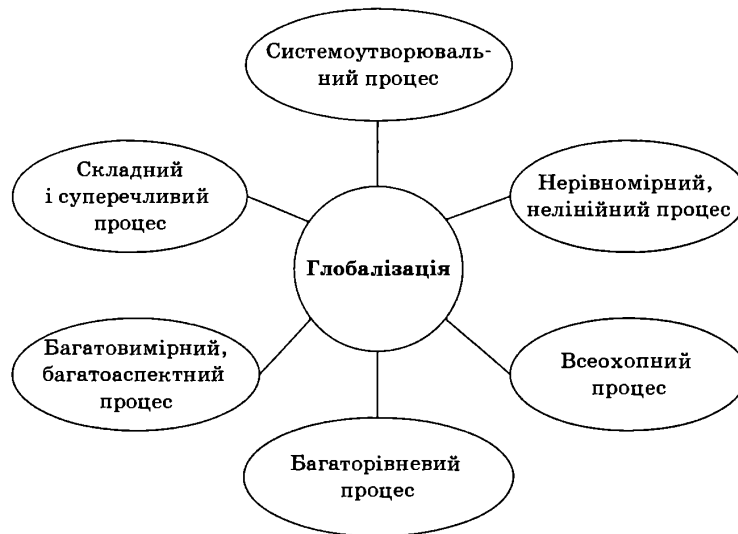 Системоутворюваль-
ний процес
Складний
і суперечливий
процес
Нерівномірний,
нелінійний процес
Глобалізація
Багатовимірний,
багатоаспектний
процес
Всеохопний
процес
Багаторівневий
процес